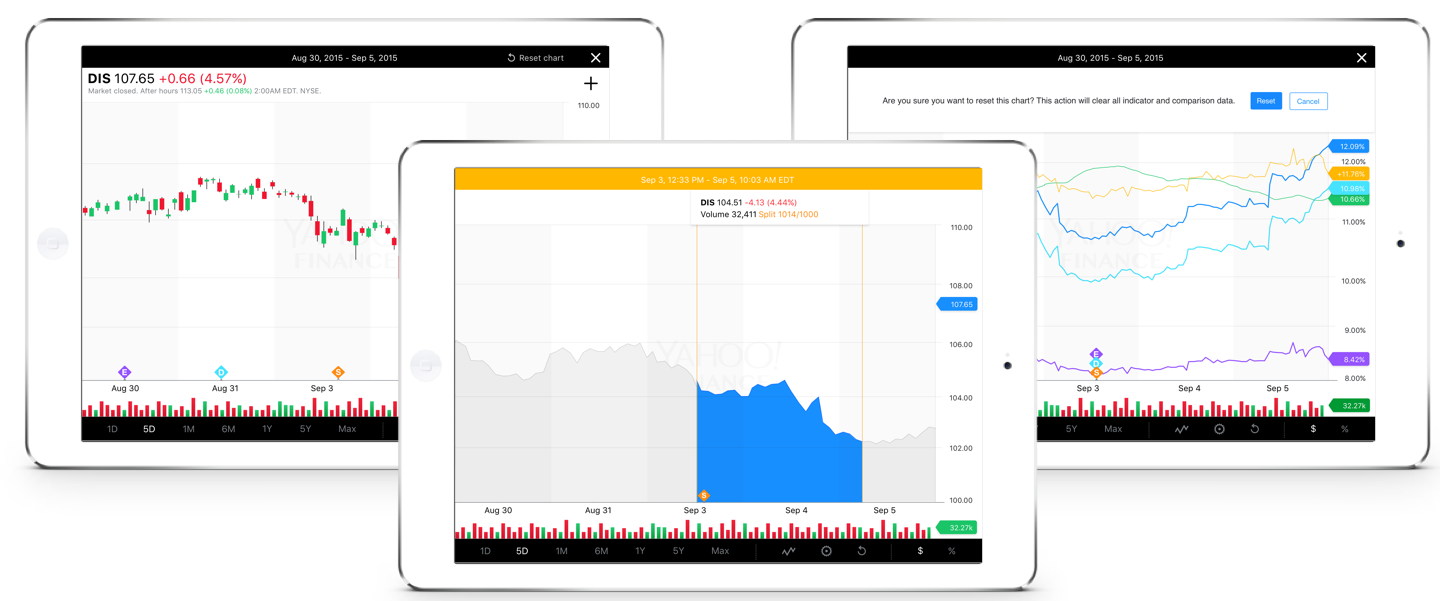 Aug 30, 2015 - Sep 5, 2015
Reset chart
DIS 107.65 +0.66 (4.57%)
Market closed. After hours 113.05 +0.46 (0.08%) 2:00AM EDT. NYSE.
110.00
YAHOO!
FINANCE
E
D
S
Aug 30
Aug 31
Sep 3
1D
5D
1M
6M
1Y
5Y
Max
Sep 3, 12:33 PM - Sep 5, 10:03 AM EDT
DIS 104.51 -4.13 (4.44%)
Volume 32,411 Split 1014/1000
110.00
108.00
107.65
106.00
YAHOO!
FINANCE
104.00
102.00
S
100.00
Aug 30
Aug 31
Sep 3
Sep 4
Sep 5
32.27k
1D
5D
1M
6M
1Y
5Y
Max
$
%
Aug 30, 2015 - Sep 5, 2015
Are you sure you want to reset this chart? This action will clear all indicator and comparison data.
Reset
Cancel
12.09%
12.00%
+11.76%
10.98%
10.66%
11.00%
YAHOO!
FINANCE
10.00%
9.00%
E
D
S
8.42%
8.00%
Sep 3
Sep 4
Sep 5
32.27k
5Y
Max
$
%